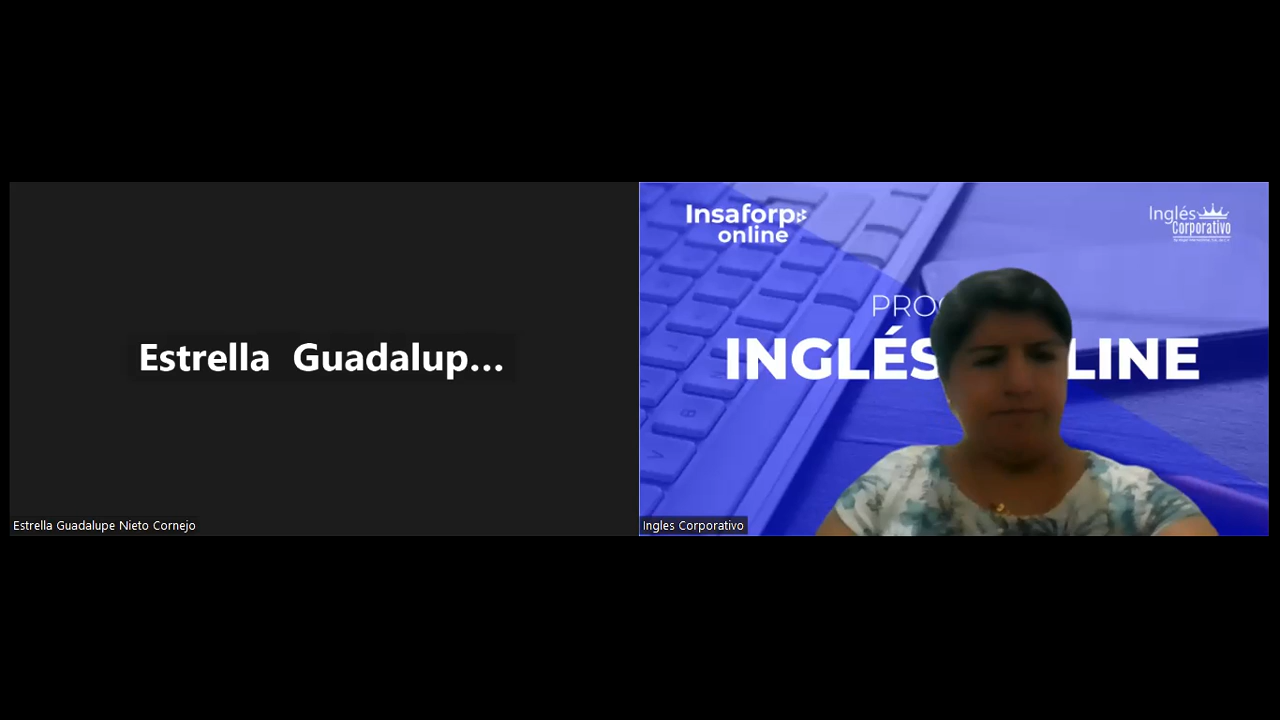 Estrella Guadalup...
Estrella Guadalupe Nieto Cornejo
Insaforp
online
Inglés
Corporativo
PROG
INGLÉS LINE
Ingles Corporativo